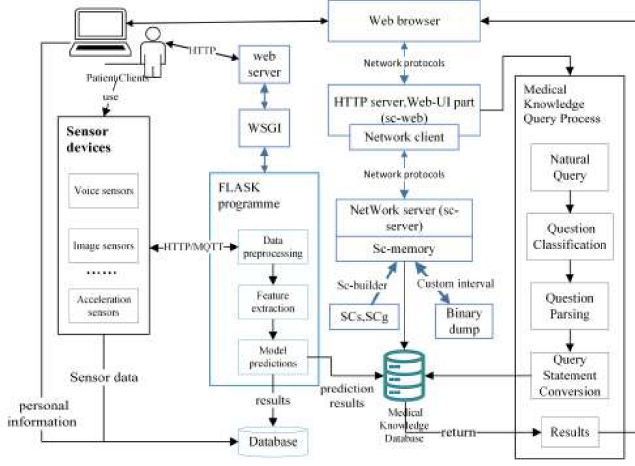 Web browser
HTTP
web
server
Network protocols
Patient\Clients
use
HTTP server,Web-UI part
(sc-web)
Network client
Medical
Knowledge
Query Process
Sensor
devices
WSGI
Natural
Query
Network protocols
FLASK
programme
Voice sensors
NetWork server (sc-
server)
Question
Classification
Image sensors
HTTP/MQTT
Data
preprocessing
Sc-memory
......
Sc-builder
Custom interval
Acceleration
sensors
Feature
extraction
SCs,SCg
Binary
dump
Question
Parsing
Model
predictions
Sensor data
prediction
results
Query
Statement
Conversion
personal
information
results
Medical
Knowledge
Database
return
Results
Database